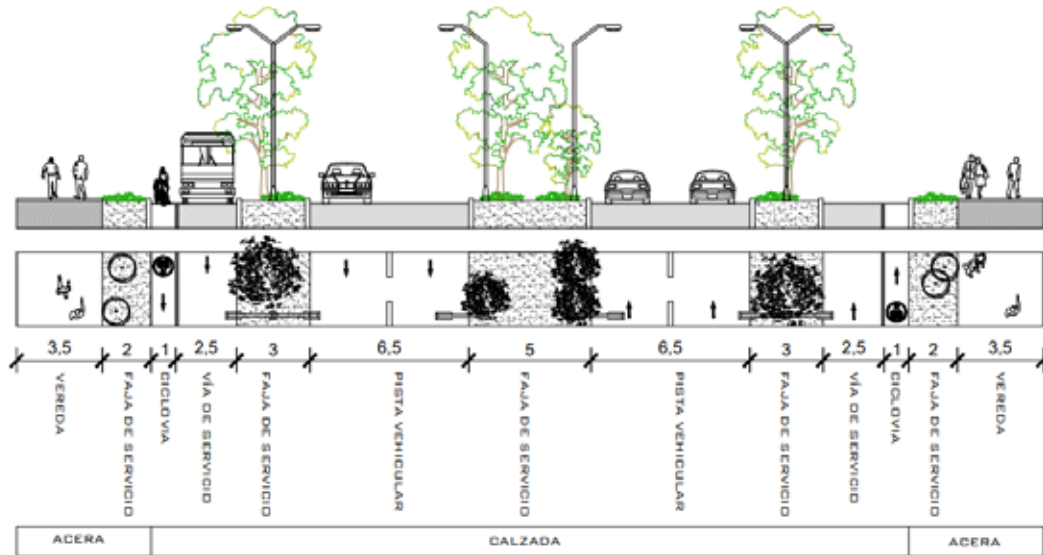 3,5 2 1 2,5 3 6,5 5 6,5 3 2,5 1 2 3,5
VEREDA
FAJA DE SERVICIO
CICLOVIA
VÍA DE SERVICIO
FAJA DE SERVICIO
PISTA VEHICULAR
FAJA DE SERVICIO
PISTA VEHICULAR
FAJA DE SERVICIO
VÍA DE SERVICIO
CICLOVIA
FAJA DE SERVICIO
VEREDA
ACERA CALZADA ACERA